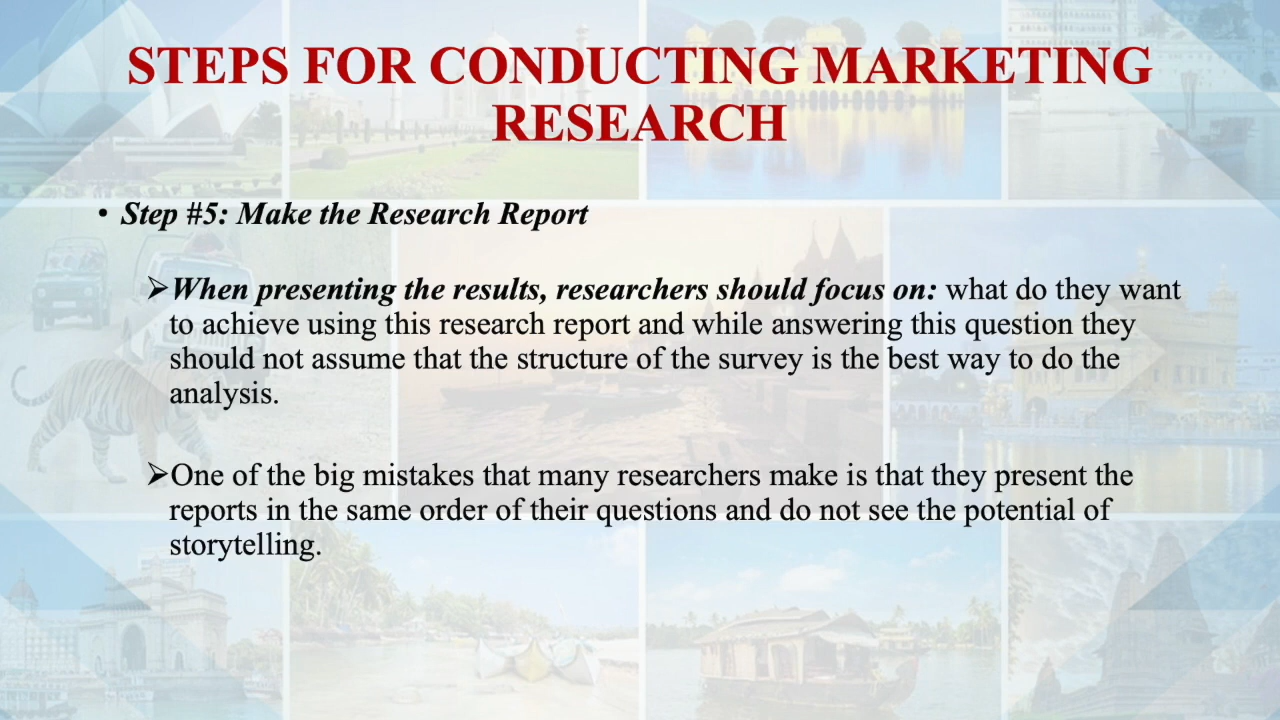 STEPS FOR CONDUCTING MARKETING
RESEARCH
• Step #5: Make the Research Report
➢When presenting the results, researchers should focus on: what do they want
to achieve using this research report and while answering this question they
should not assume that the structure of the survey is the best way to do the
analysis.
➢One of the big mistakes that many researchers make is that they present the
reports in the same order of their questions and do not see the potential of
storytelling.